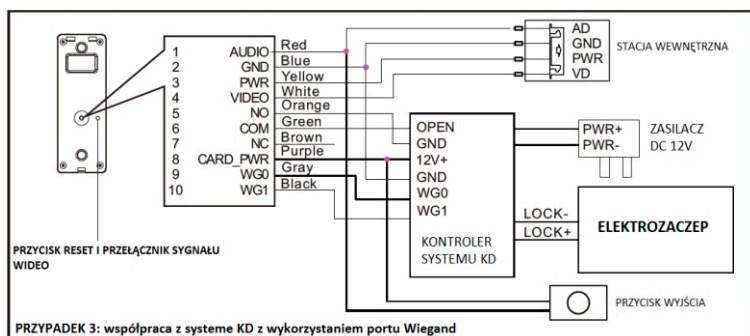 1 AUDIO Red
2 GND Blue
3 PWR Yellow
4 VIDEO White
5 NO Orange
6 COM Green
7 NC Brown
8 CARD_PWR Purple
9 WG0 Gray
10 WG1 Black
AD
GND
PWR
VD
STACJA WEWNĘTRZNA
OPEN
GND
12V+
GND
WG0
WG1
KONTROLER
SYSTEMU KD
PWR+
PWR-
ZASILACZ
DC 12V
LOCK-
LOCK+
ELEKTROZACZEP
PRZYCISK WYJŚCIA
PRZYCISK RESET I PRZEŁĄCZNIK SYGNAŁU
WIDEO
PRZYPADEK 3: współpraca z systeme KD z wykorzystaniem portu Wiegand